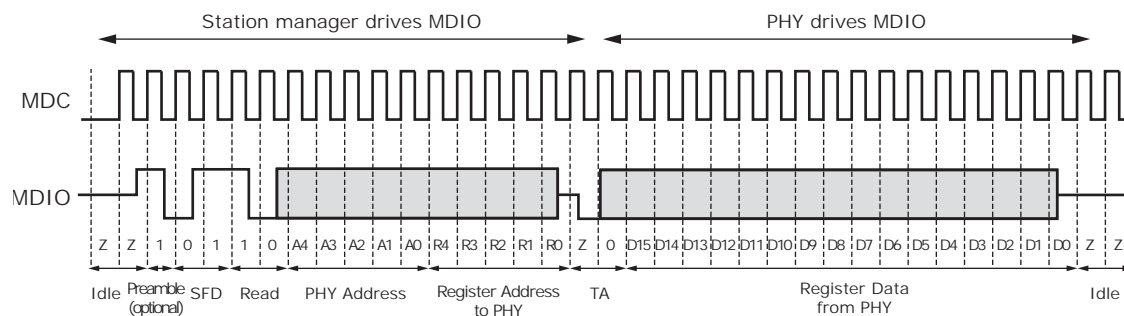 Station manager drives MDIO PHY drives MDIO
MDC
MDIO
Z Z 1 0 1 1 0 A4 A3 A2 A1 A0 R4 R3 R2 R1 R0 Z 0 D15 D14 D13 D12 D11 D10 D9 D8 D7 D6 D5 D4 D3 D2 D1 D0 Z Z
Idle Preamble SFD Read PHY Address Register Address TA Register Data Idle
(optional) to PHY from PHY